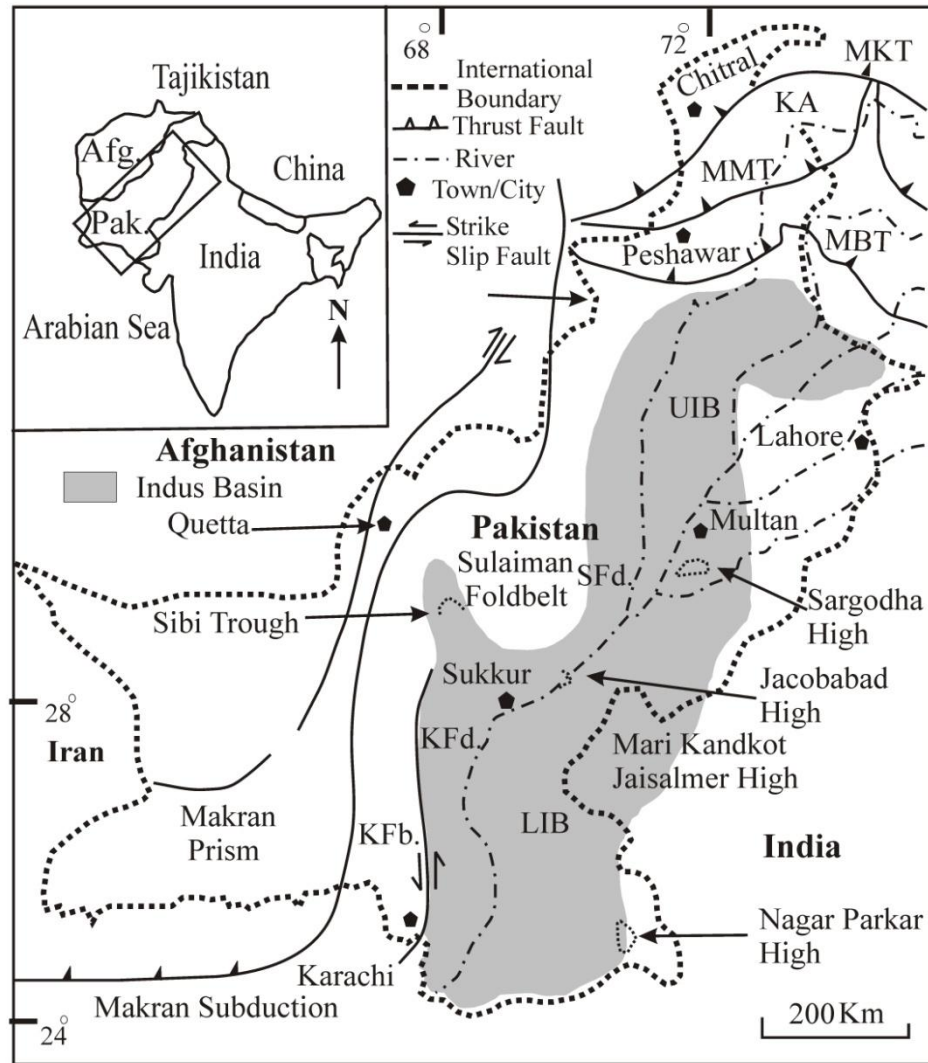 68°
72°
Tajikistan
Afg.
China
Pak.
India
Arabian Sea
N
International
Boundary
Thrust Fault
River
Town/City
Strike
Slip Fault
Chitral
MKT
KA
MMT
Peshawar
MBT
UIB
Lahore
Afghanistan
Indus Basin
Quetta
Pakistan
Multan
Sulaiman
Foldbelt
SFd.
Sibi Trough
Sargodha
High
Sukkur
Jacobabad
High
28°
KFd.
Mari Kandkot
Jaisalmer High
Iran
Makran
Prism
KFb.
LIB
India
Nagar Parkar
High
Karachi
Makran Subduction
200 Km
24°